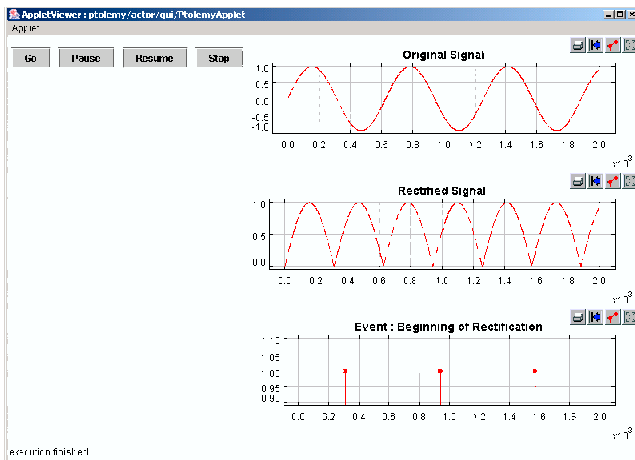 AppletViewer : ptolemy/actor/gui/PtolemyApplet
Applet
Go Pause Resume Stop
Original Signal
1.0
0.5
0.0
-0.5
-1.0
0.0 0.2 0.4 0.6 0.8 1.0 1.2 1.4 1.6 1.8 2.0
Rectified Signal
1.0
0.5
0.0
0.0 0.2 0.4 0.6 0.8 1.0 1.2 1.4 1.6 1.8 2.0
Event : Beginning of Rectification
1.10
1.05
1.00
0.95
0.0 0.2 0.4 0.6 0.8 1.0 1.2 1.4 1.6 1.8 2.0
execution finished